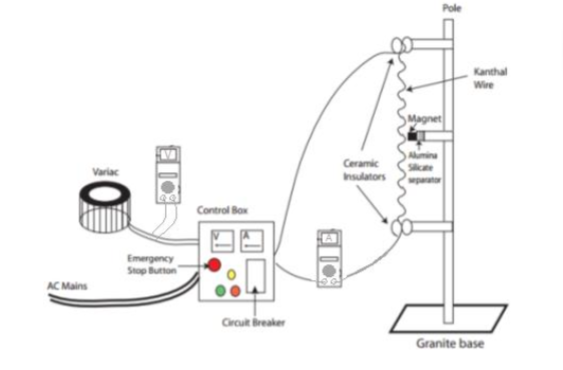 Pole
Kanthal
Wire
Magnet
Alumina
Silicate
separator
Ceramic
Insulators
V
Variac
Control Box
V
A
A
Emergency
Stop Button
AC Mains
Circuit Breaker
Granite base